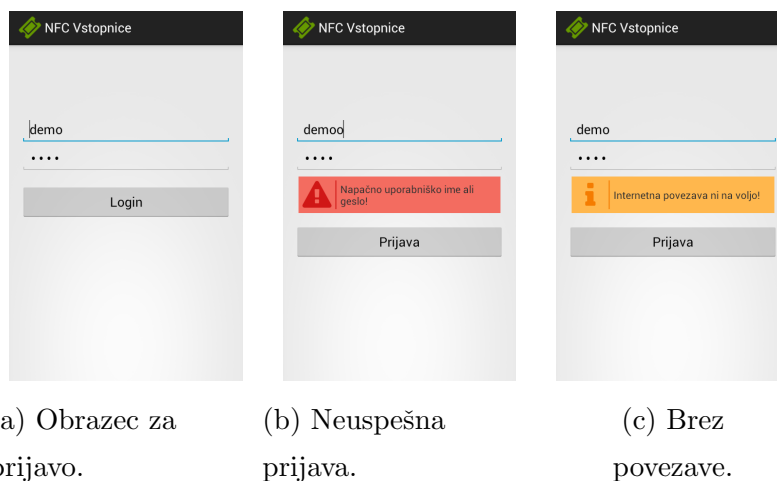 NFC Vstopnice
demo
••••
Login
NFC Vstopnice
demoo
••••
Napačno uporabniško ime ali
geslo!
Prijava
NFC Vstopnice
demo
••••
Internetna povezava ni na voljo!
Prijava
a) Obrazec za
prijavo.
(b) Neuspešna
prijava.
(c) Brez
povezave.